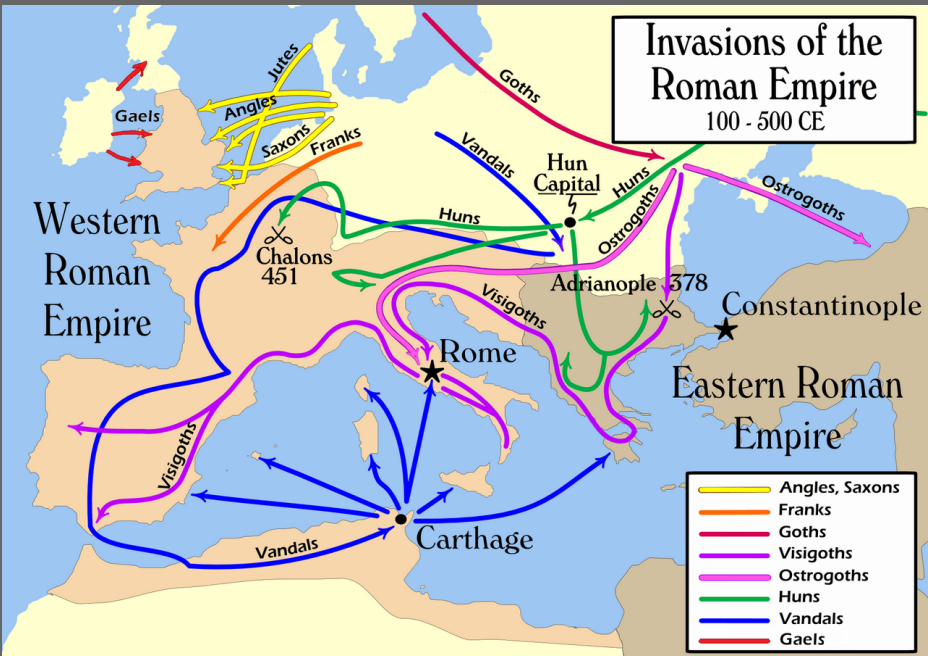 Invasions of the
Roman Empire
100 - 500 CE
Jutes
Angles
Saxons
Gaels
Franks
Goths
Vandals
Hun
Capital
Huns
Ostrogoths
Ostrogoths
Huns
Western
Roman
Empire
Chalons
451
Adrianople 378
Visigoths
Constantinople
Rome
Eastern Roman
Empire
Visigoths
Carthage
Vandals
Angles, Saxons
Franks
Goths
Visigoths
Ostrogoths
Huns
Vandals
Gaels